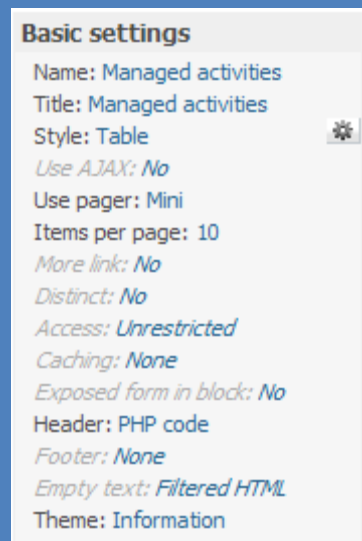 Basic settings
Name: Managed activities
Title: Managed activities
Style: Table
Use AJAX: No
Use pager: Mini
Items per page: 10
More link: No
Distinct: No
Access: Unrestricted
Caching: None
Exposed form in block: No
Header: PHP code
Footer: None
Empty text: Filtered HTML
Theme: Information